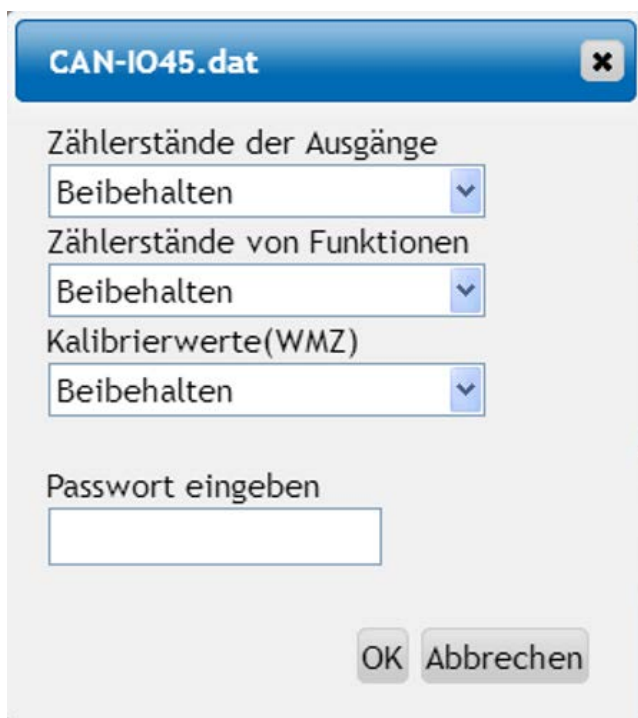 CAN-IO45.dat
Zählerstände der Ausgänge
Beibehalten
Zählerstände von Funktionen
Beibehalten
Kalibrierwerte(WMZ)
Beibehalten
Passwort eingeben
OK Abbrechen